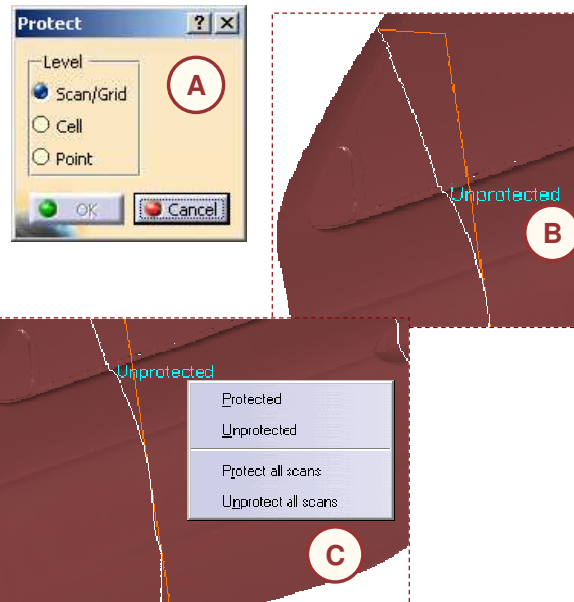 Protect
Level
Scan/Grid
Cell
Point
OK
Cancel
A
Unprotected
B
Unprotected
Protected
Unprotected
Protect all scans
Unprotect all scans
C